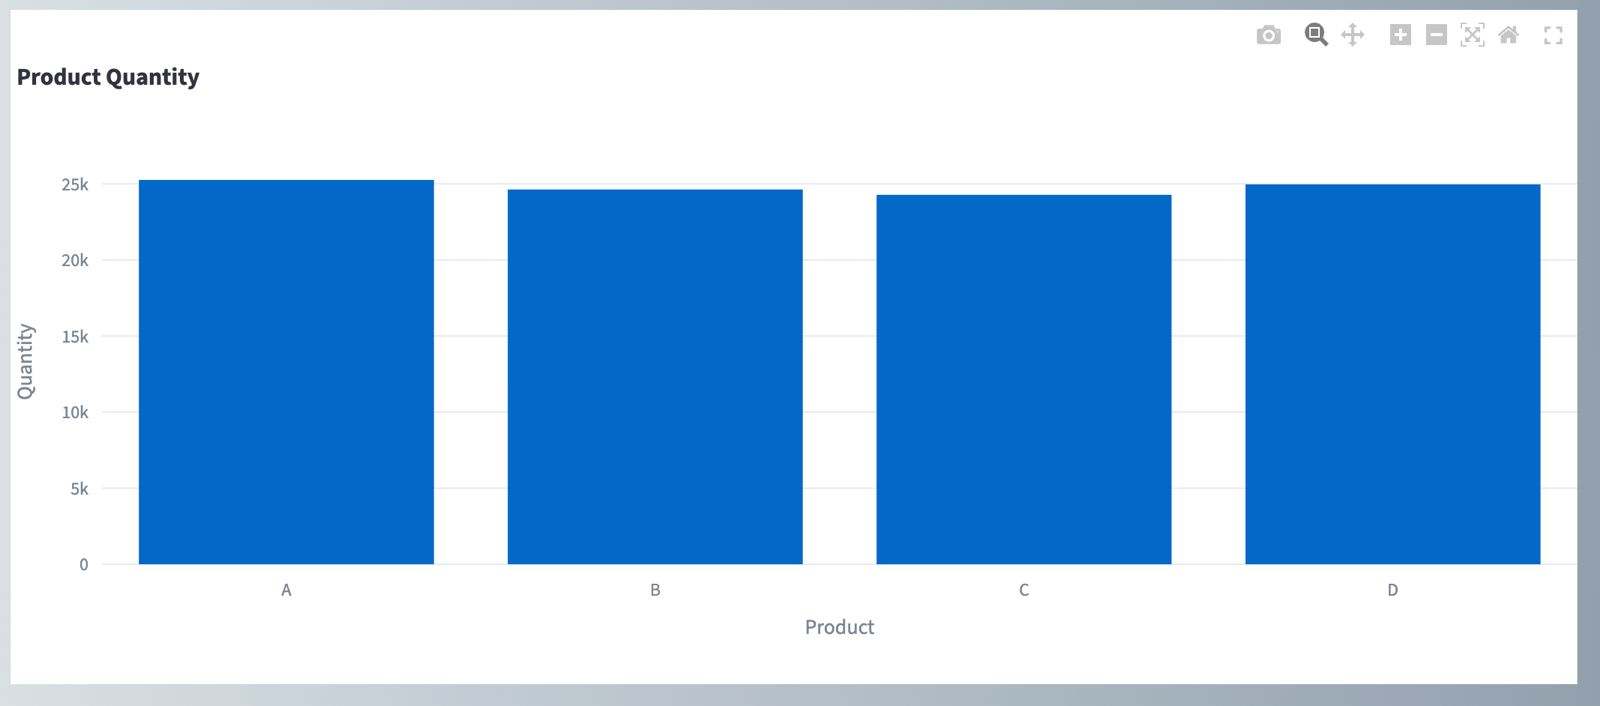 Product Quantity
25k
20k
15k
10k
5k
0
Quantity
A B C D
Product